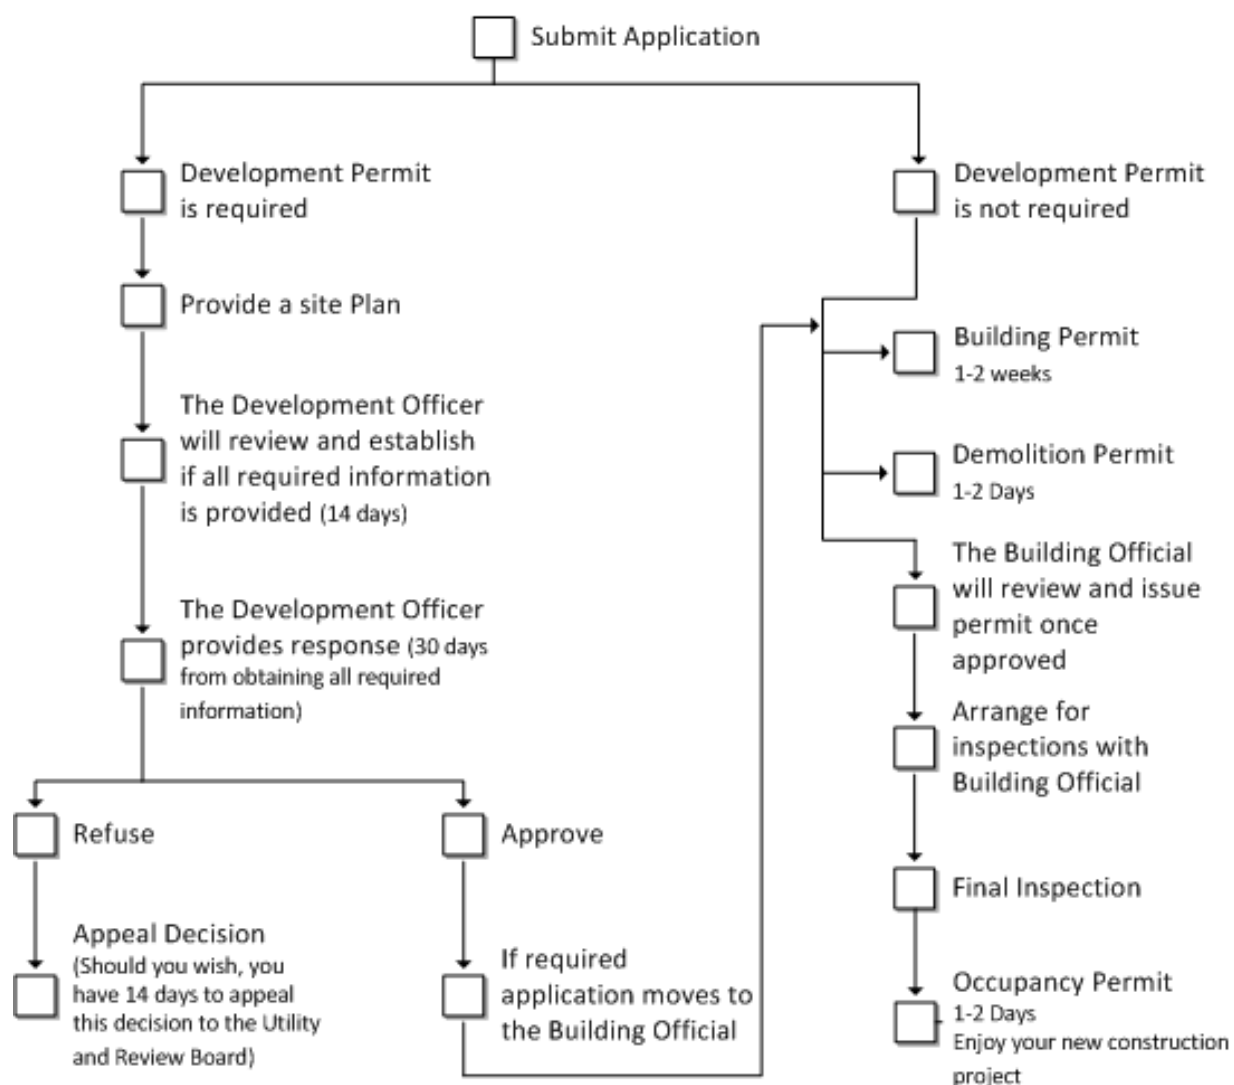 Submit Application
Development Permit
is required
Provide a site Plan
The Development Officer
will review and establish
if all required information
is provided (14 days)
The Development Officer
provides response (30 days
from obtaining all required
information)
Refuse
Appeal Decision
(Should you wish, you
have 14 days to appeal
this decision to the Utility
and Review Board)
Approve
If required
application moves to
the Building Official
Development Permit
is not required
Building Permit
1-2 weeks
Demolition Permit
1-2 Days
The Building Official
will review and issue
permit once
approved
Arrange for
inspections with
Building Official
Final Inspection
Occupancy Permit
1-2 Days
Enjoy your new construction
project